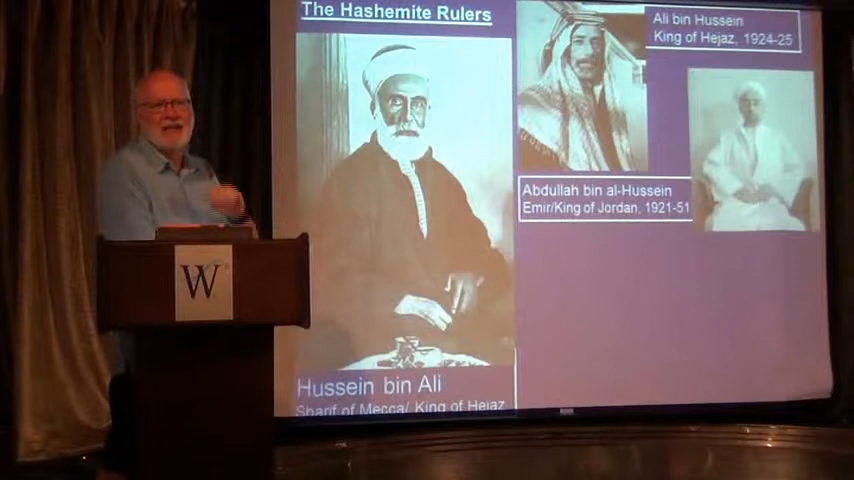 The Hashemite Rulers
Ali bin Hussein
King of Hejaz, 1924-25
Abdullah bin al-Hussein
Emir/King of Jordan, 1921-51
Hussein bin Ali
Sharif of Mecca/ King of Hejaz
W